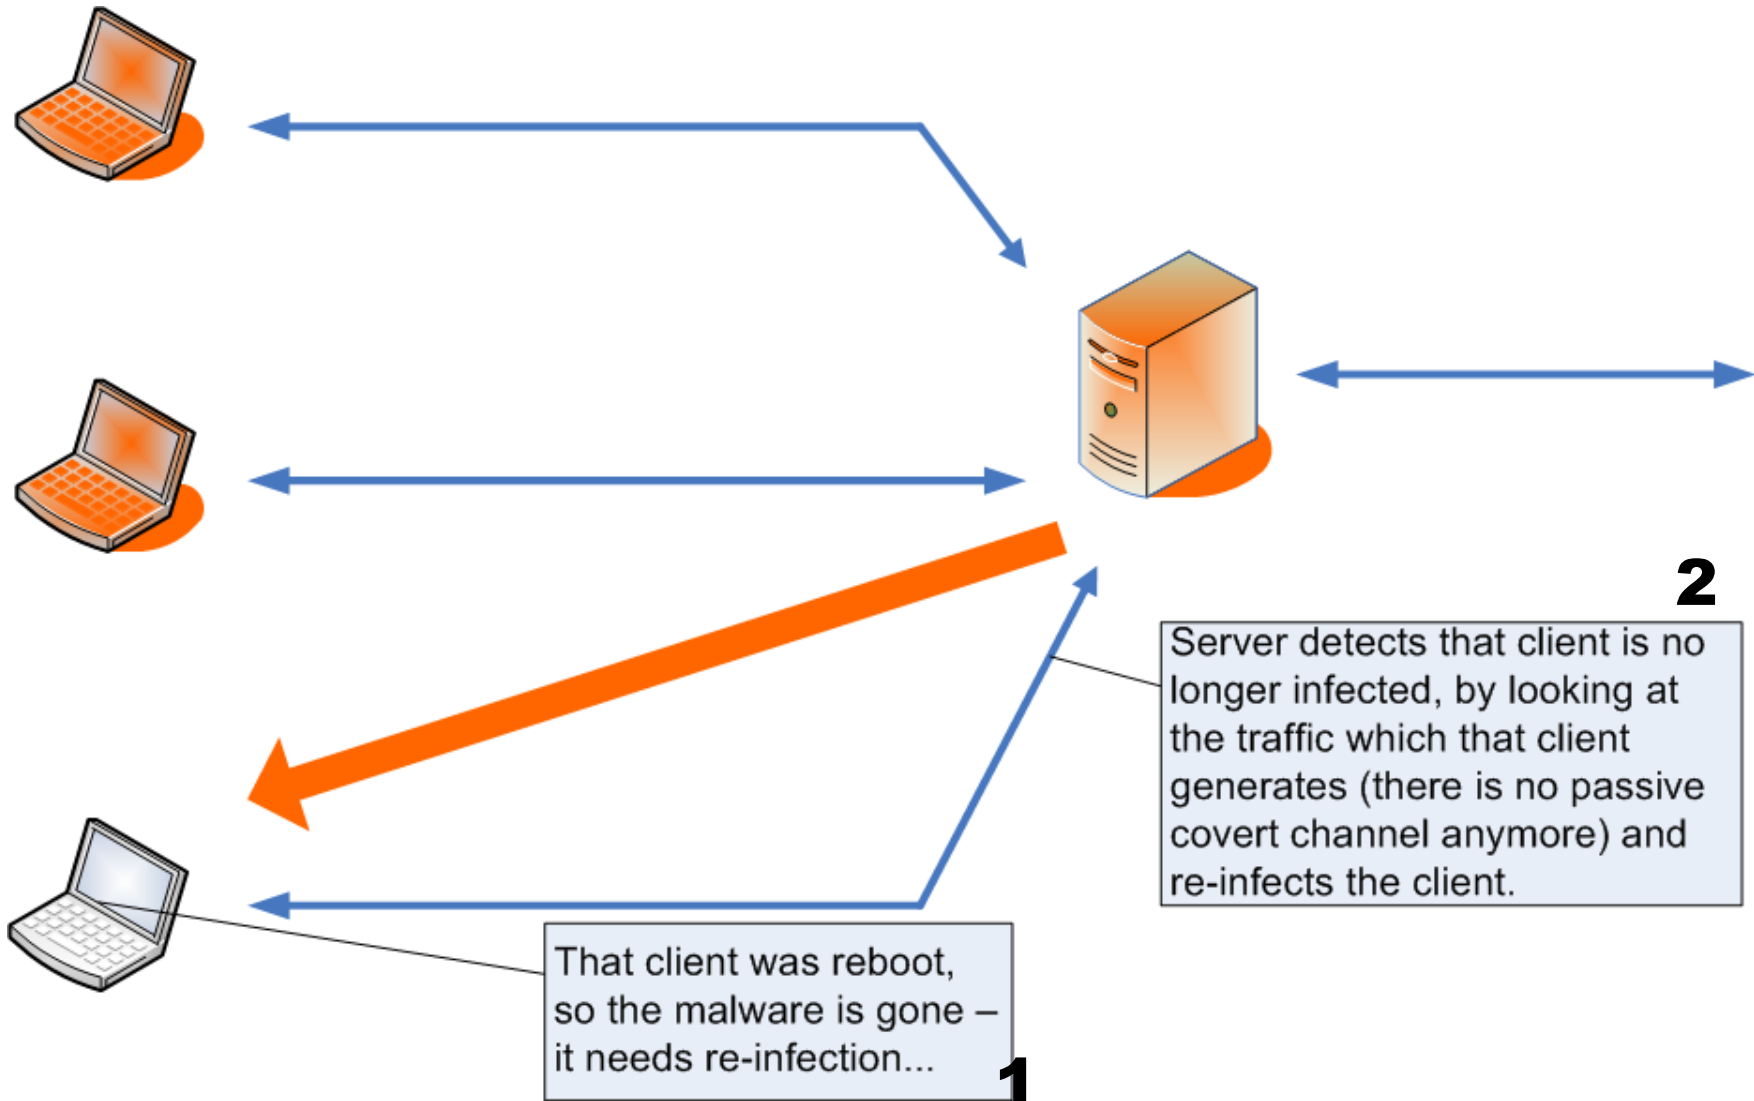 2
Server detects that client is no
longer infected, by looking at
the traffic which that client
generates (there is no passive
covert channel anymore) and
re-infects the client.
That client was reboot,
so the malware is gone –
it needs re-infection...
1